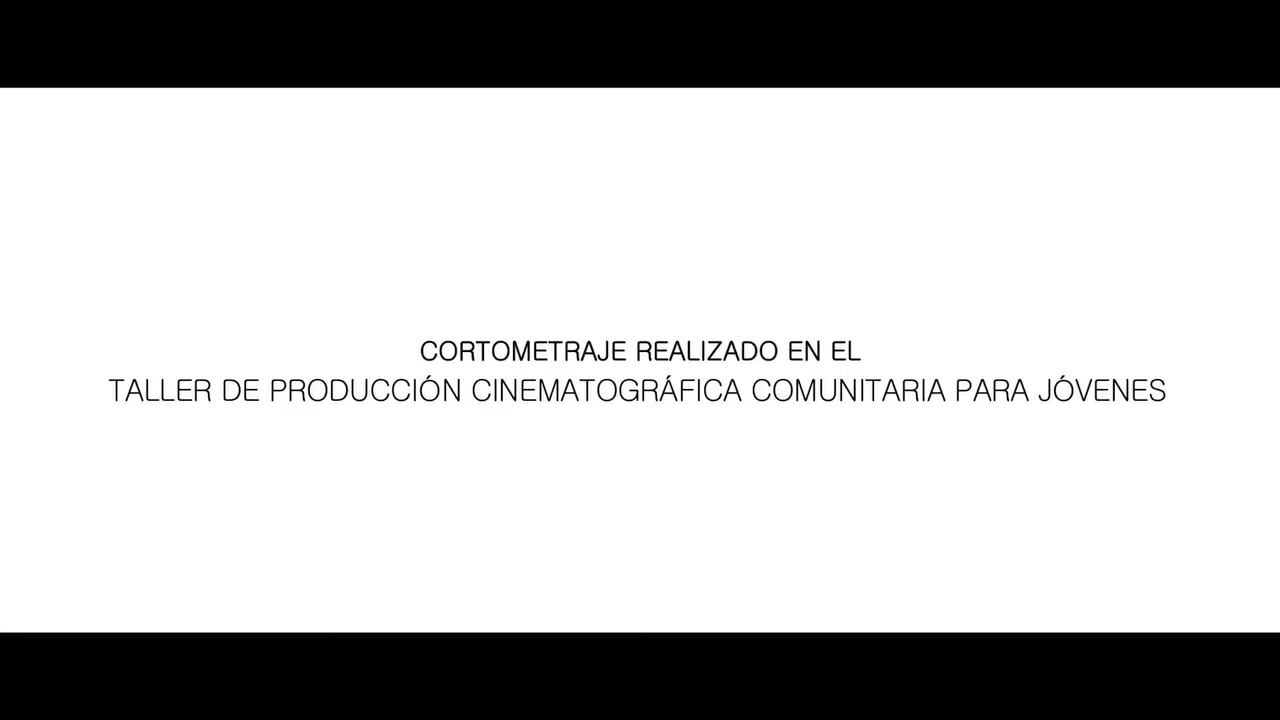 CORTOMETRAJE REALIZADO EN EL
TALLER DE PRODUCCIÓN CINEMATOGRÁFICA COMUNITARIA PARA JÓVENES